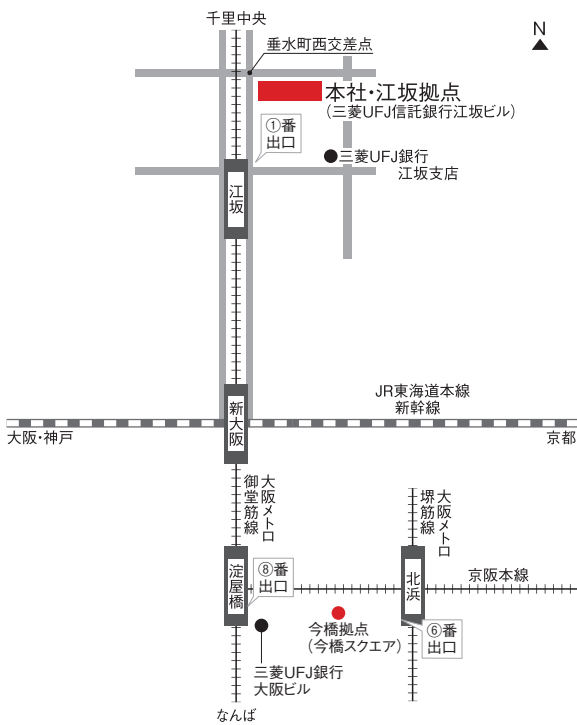 千里中央
N
垂水町西交差点
本社・江坂拠点
（三菱UFJ信託銀行江坂ビル）
①番
出口
三菱UFJ銀行
江坂支店
江坂
JR東海道本線
新幹線
新大阪
大阪・神戸
京都
大阪メトロ
御堂筋線
大阪メトロ
堺筋線
淀屋橋
⑧番
出口
北浜
京阪本線
今橋拠点
（今橋スクエア）
⑥番
出口
三菱UFJ銀行
大阪ビル
なんば